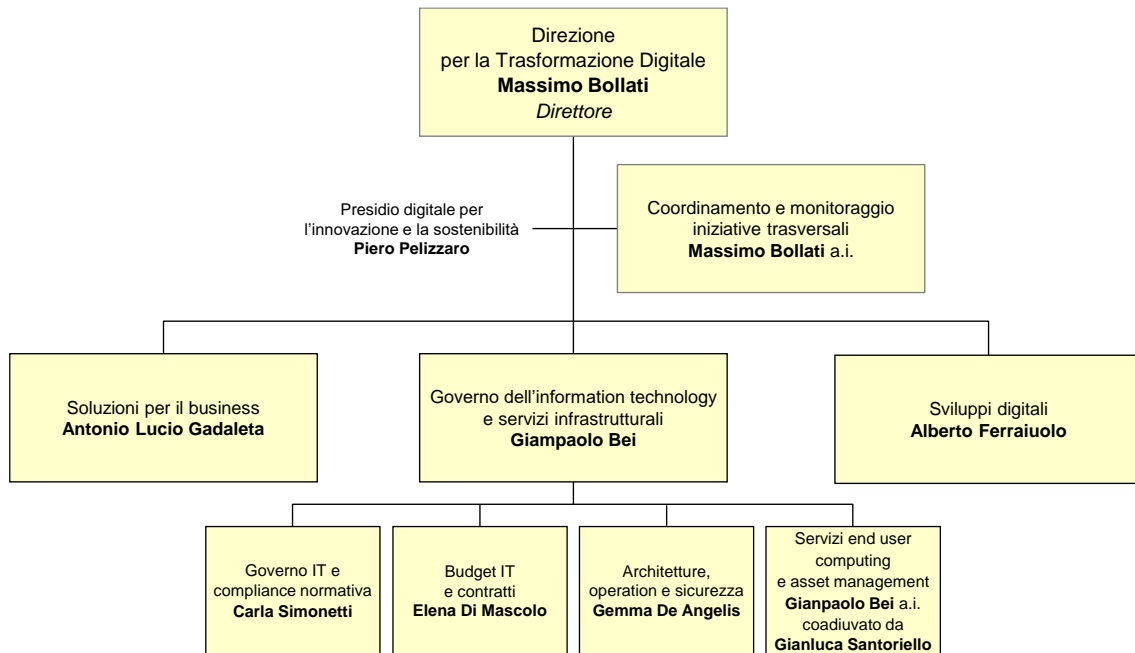 Direzione
per la Trasformazione Digitale
Massimo Bollati
Direttore
Presidio digitale per
l’innovazione e la sostenibilità
Piero Pelizzaro
Coordinamento e monitoraggio
iniziative trasversali
Massimo Bollati a.i.
Soluzioni per il business
Antonio Lucio Gadaleta
Governo dell’information technology
e servizi infrastrutturali
Giampaolo Bei
Sviluppi digitali
Alberto Ferraiuolo
Governo IT e
compliance normativa
Carla Simonetti
Budget IT
e contratti
Elena Di Mascolo
Architetture,
operation e sicurezza
Gemma De Angelis
Servizi end user
computing
e asset management
Gianpaolo Bei a.i.
coadiuvato da
Gianluca Santoriello